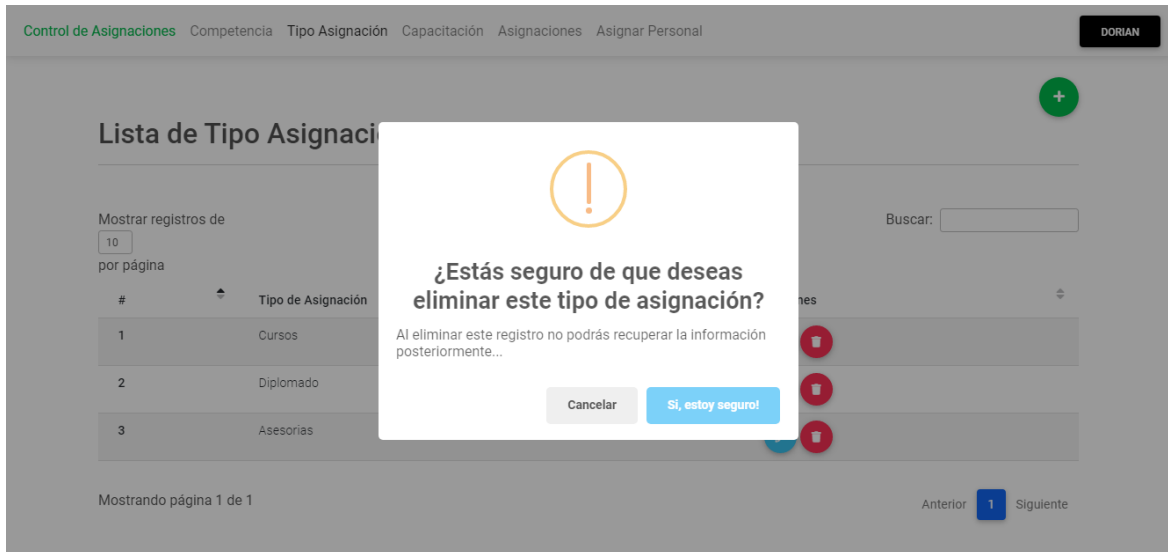 Control de Asignaciones Competencia Tipo Asignación Capacitación Asignaciones Asignar Personal DORIAN
+
Lista de Tipo Asignaci
Mostrar registros de
10
por página
Buscar:
¿Estás seguro de que deseas
eliminar este tipo de asignación?
Al eliminar este registro no podrás recuperar la información
posteriormente...
Cancelar Si, estoy seguro!
# Tipo de Asignación nes
1 Cursos
2 Diplomado
3 Asesorias
Mostrando página 1 de 1
Anterior 1 Siguiente